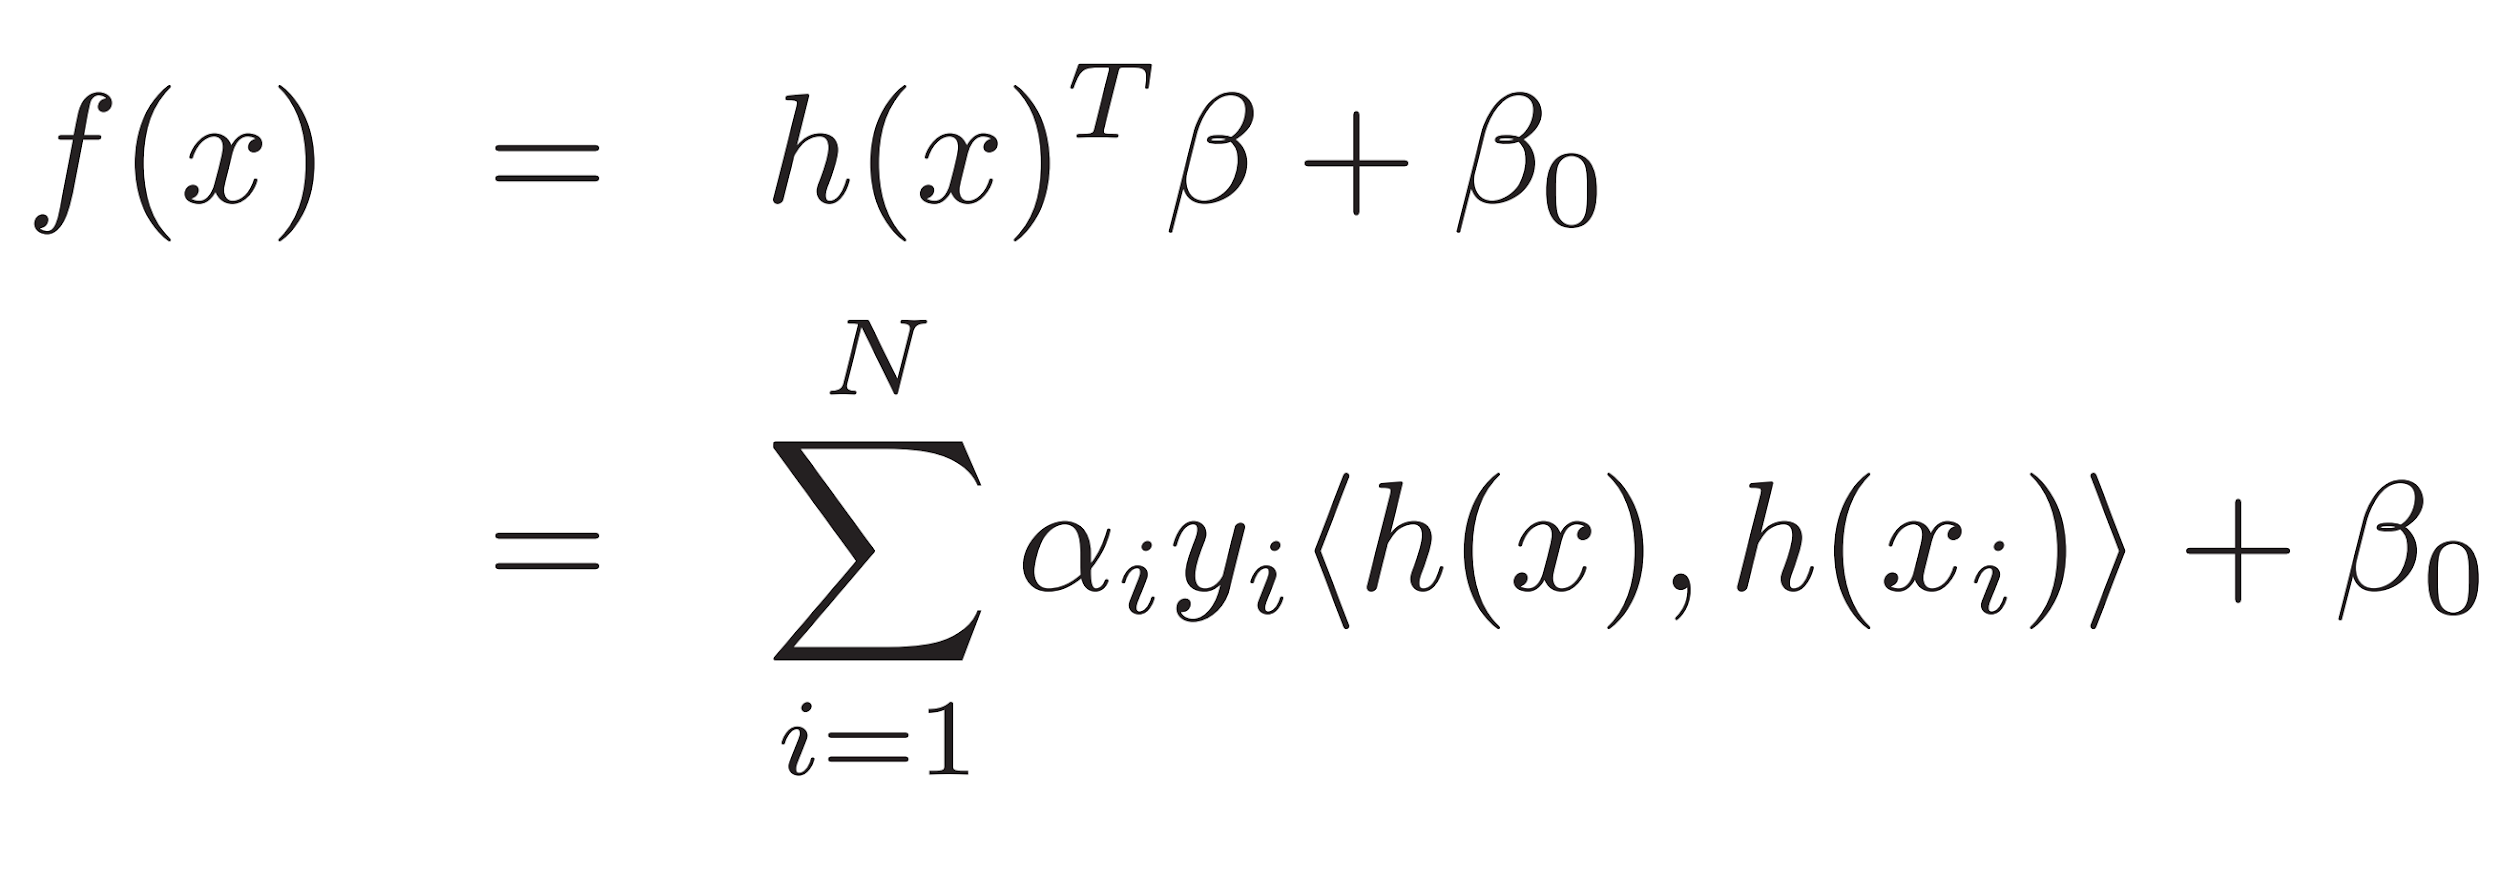 f(x) = h(x)^T β + β_0
= \sum_{i=1}^{N} α_i y_i ⟨h(x), h(x_i)⟩ + β_0